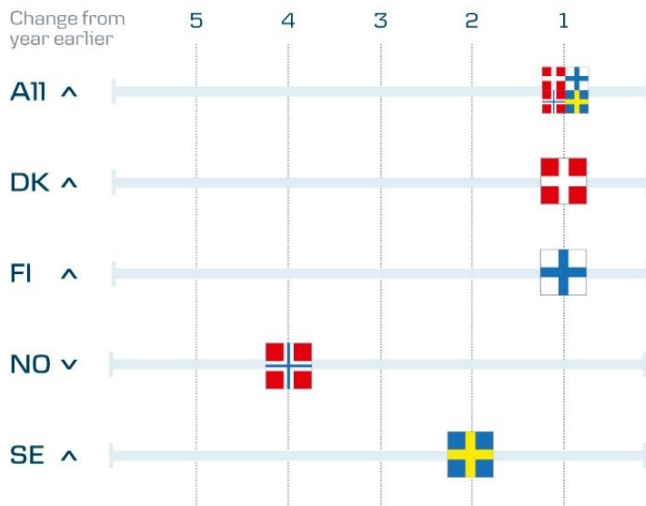 Change from
year earlier
5 4 3 2 1
All ^
DK ^
FI ^
NO v
SE ^